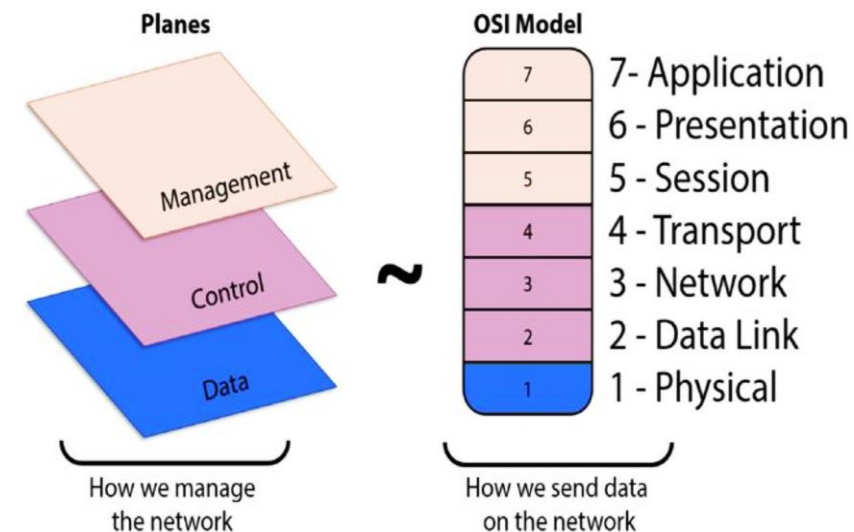 Planes
Management
Control
Data
How we manage
the network
~
OSI Model
7
6
5
4
3
2
1
7- Application
6 - Presentation
5 - Session
4 - Transport
3 - Network
2 - Data Link
1 - Physical
How we send data
on the network